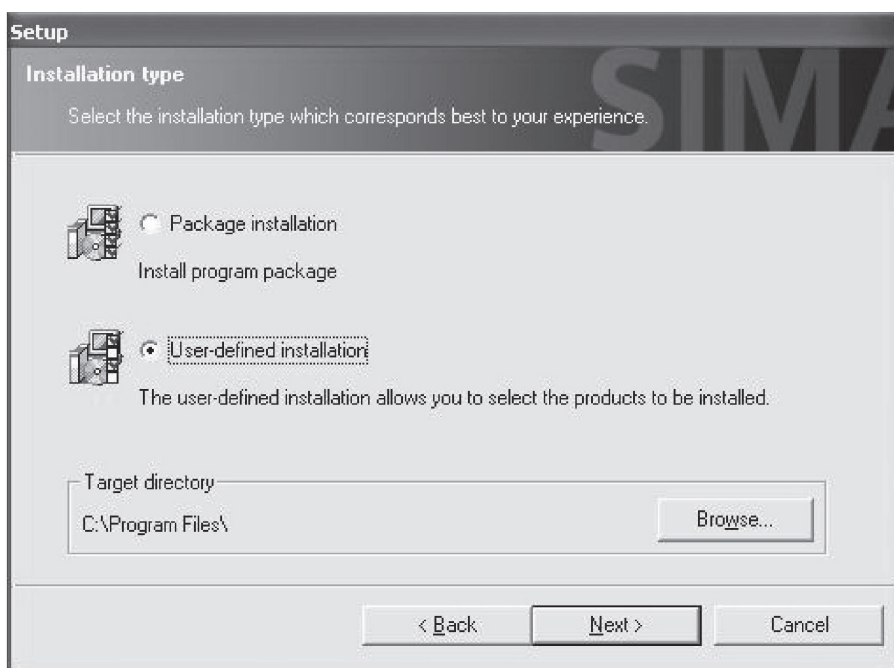 Setup
Installation type
Select the installation type which corresponds best to your experience.
SIMA
Package installation
Install program package
User-defined installation
The user-defined installation allows you to select the products to be installed.
Target directory
C:\Program Files\
Browse...
< Back
Next >
Cancel